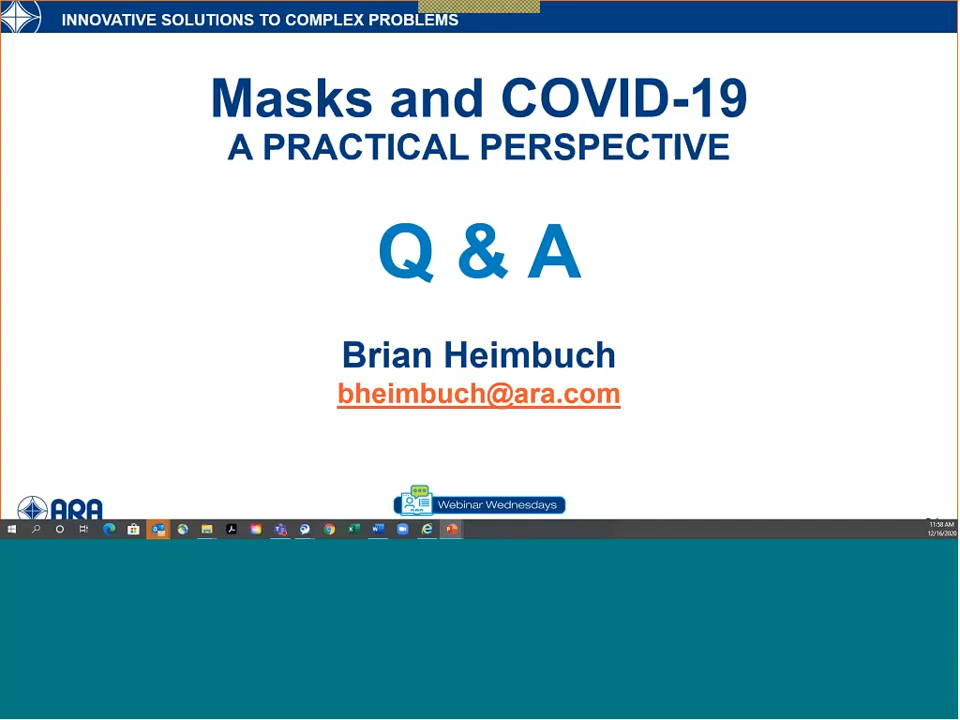 INNOVATIVE SOLUTIONS TO COMPLEX PROBLEMS
Masks and COVID-19
A PRACTICAL PERSPECTIVE
Q & A
Brian Heimbuch
bheimbuch@ara.com
ARA
Webinar Wednesdays
11:58 AM
12/16/2020